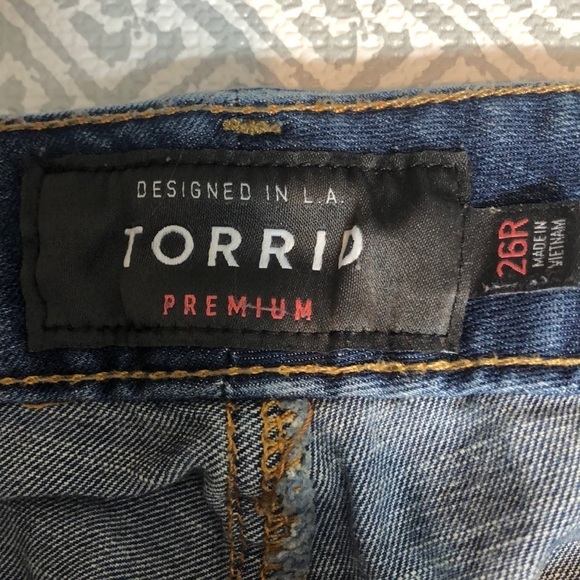 DESIGNED IN L.A.
TORRID
PREMIUM
26R
MADE IN
VIETNAM